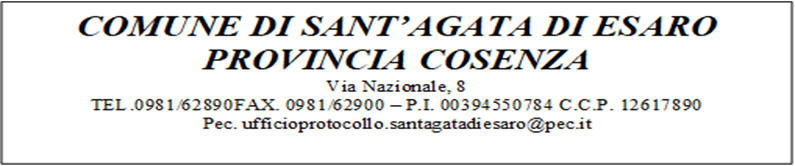 COMUNE DI SANT'AGATA DI ESARO
PROVINCIA COSENZA
Via Nazionale, 8
TEL.0981/62890FAX. 0981/62900 – P.I. 00394550784 C.C.P. 12617890
Pec. ufficioprotocollo.santagatadiesaro@pec.it